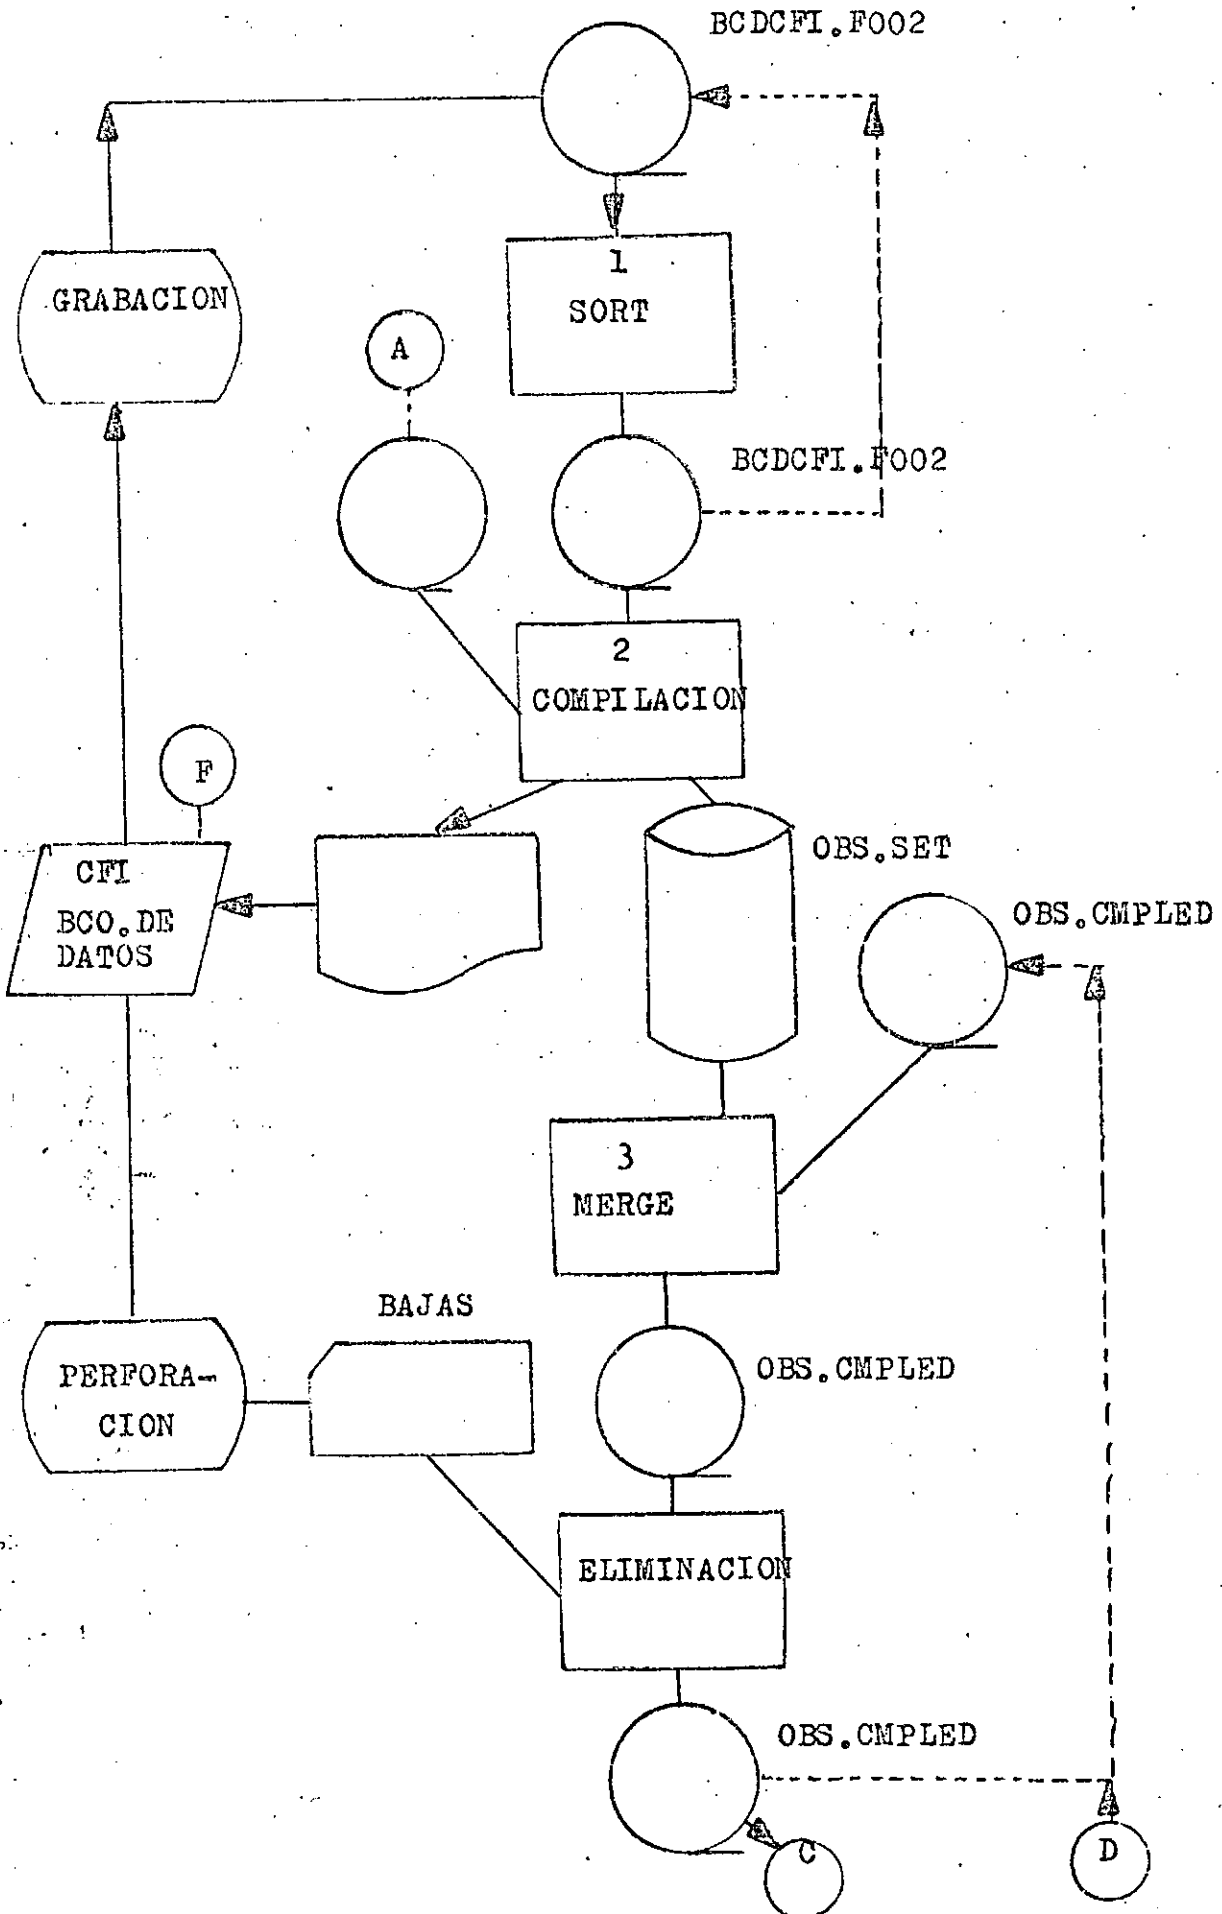 BCDCFI.F002
GRABACION
1
SORT
A
BCDCFI.F002
2
COMPILACION
F
CFI
BCO.DE
DATOS
OBS.SET
OBS.CMPLED
3
MERGE
BAJAS
PERFORA-
CION
OBS.CMPLED
ELIMINACION
OBS.CMPLED
C
D